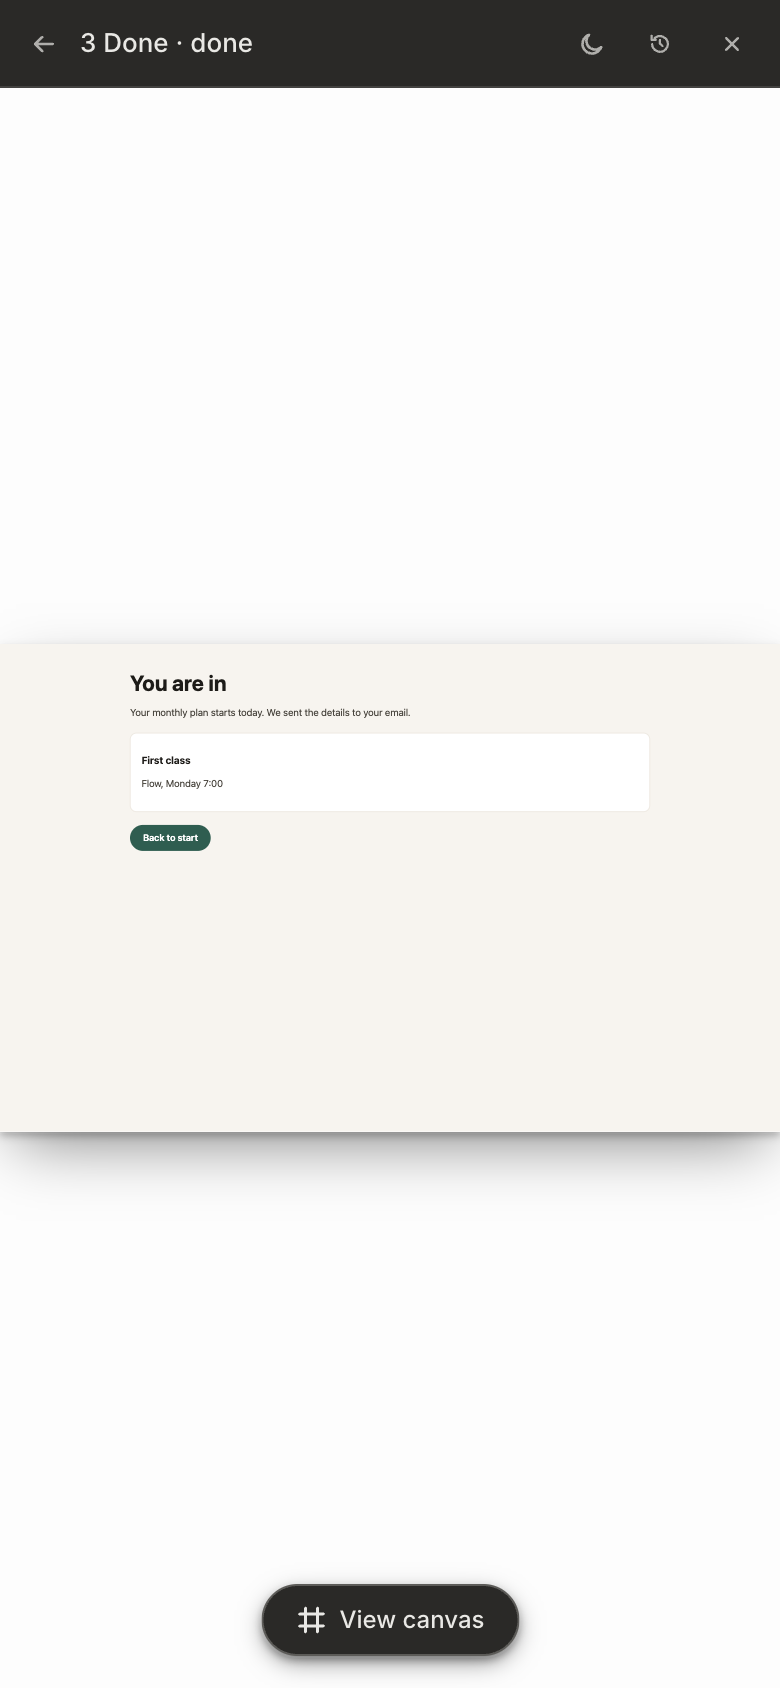 3 Done · done
You are in
Your monthly plan starts today. We sent the details to your email.
First class
Flow, Monday 7:00
Back to start
View canvas